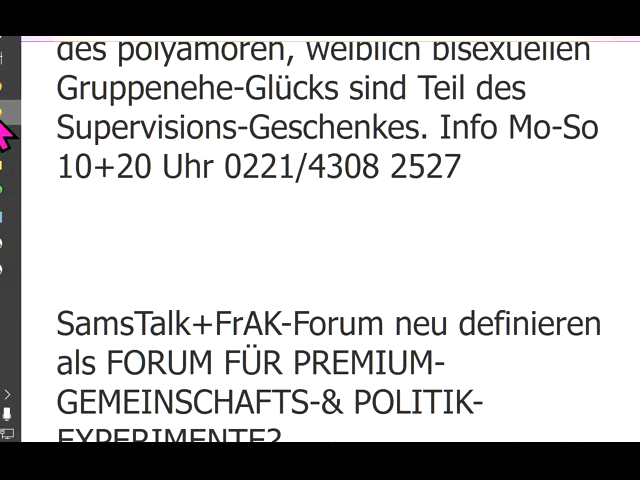 des polyamoren, weiblich bisexuellen
Gruppenehe-Glücks sind Teil des
Supervisions-Geschenkes. Info Mo-So
10+20 Uhr 0221/4308 2527
SamsTalk+FrAK-Forum neu definieren
als FORUM FÜR PREMIUM-
GEMEINSCHAFTS-& POLITIK-
EXPERIMENTE?